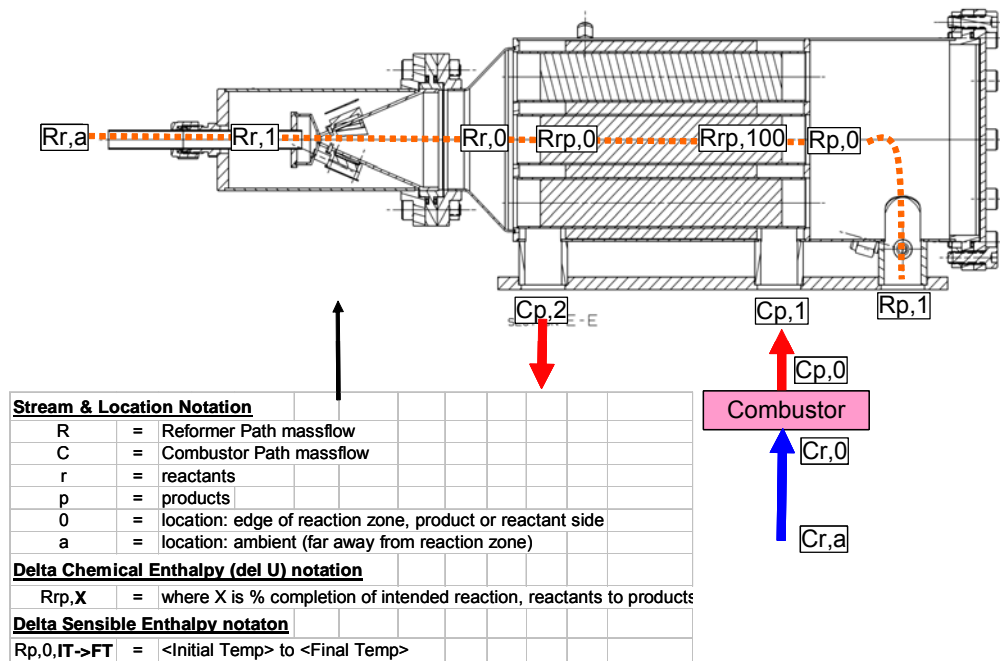 Rr,a
Rr,1
Rr,0
Rrp,0
Rrp,100
Rp,0
Rp,1
Cp,2
E-E
Cp,1
Cp,0
Combustor
Cr,0
Cr,a
Stream & Location Notation
R = Reformer Path massflow
C = Combustor Path massflow
r = reactants
p = products
0 = location: edge of reaction zone, product or reactant side
a = location: ambient (far away from reaction zone)
Delta Chemical Enthalpy (del U) notation
Rrp,X = where X is % completion of intended reaction, reactants to products
Delta Sensible Enthalpy notaton
Rp,0,IT->FT = <Initial Temp> to <Final Temp>